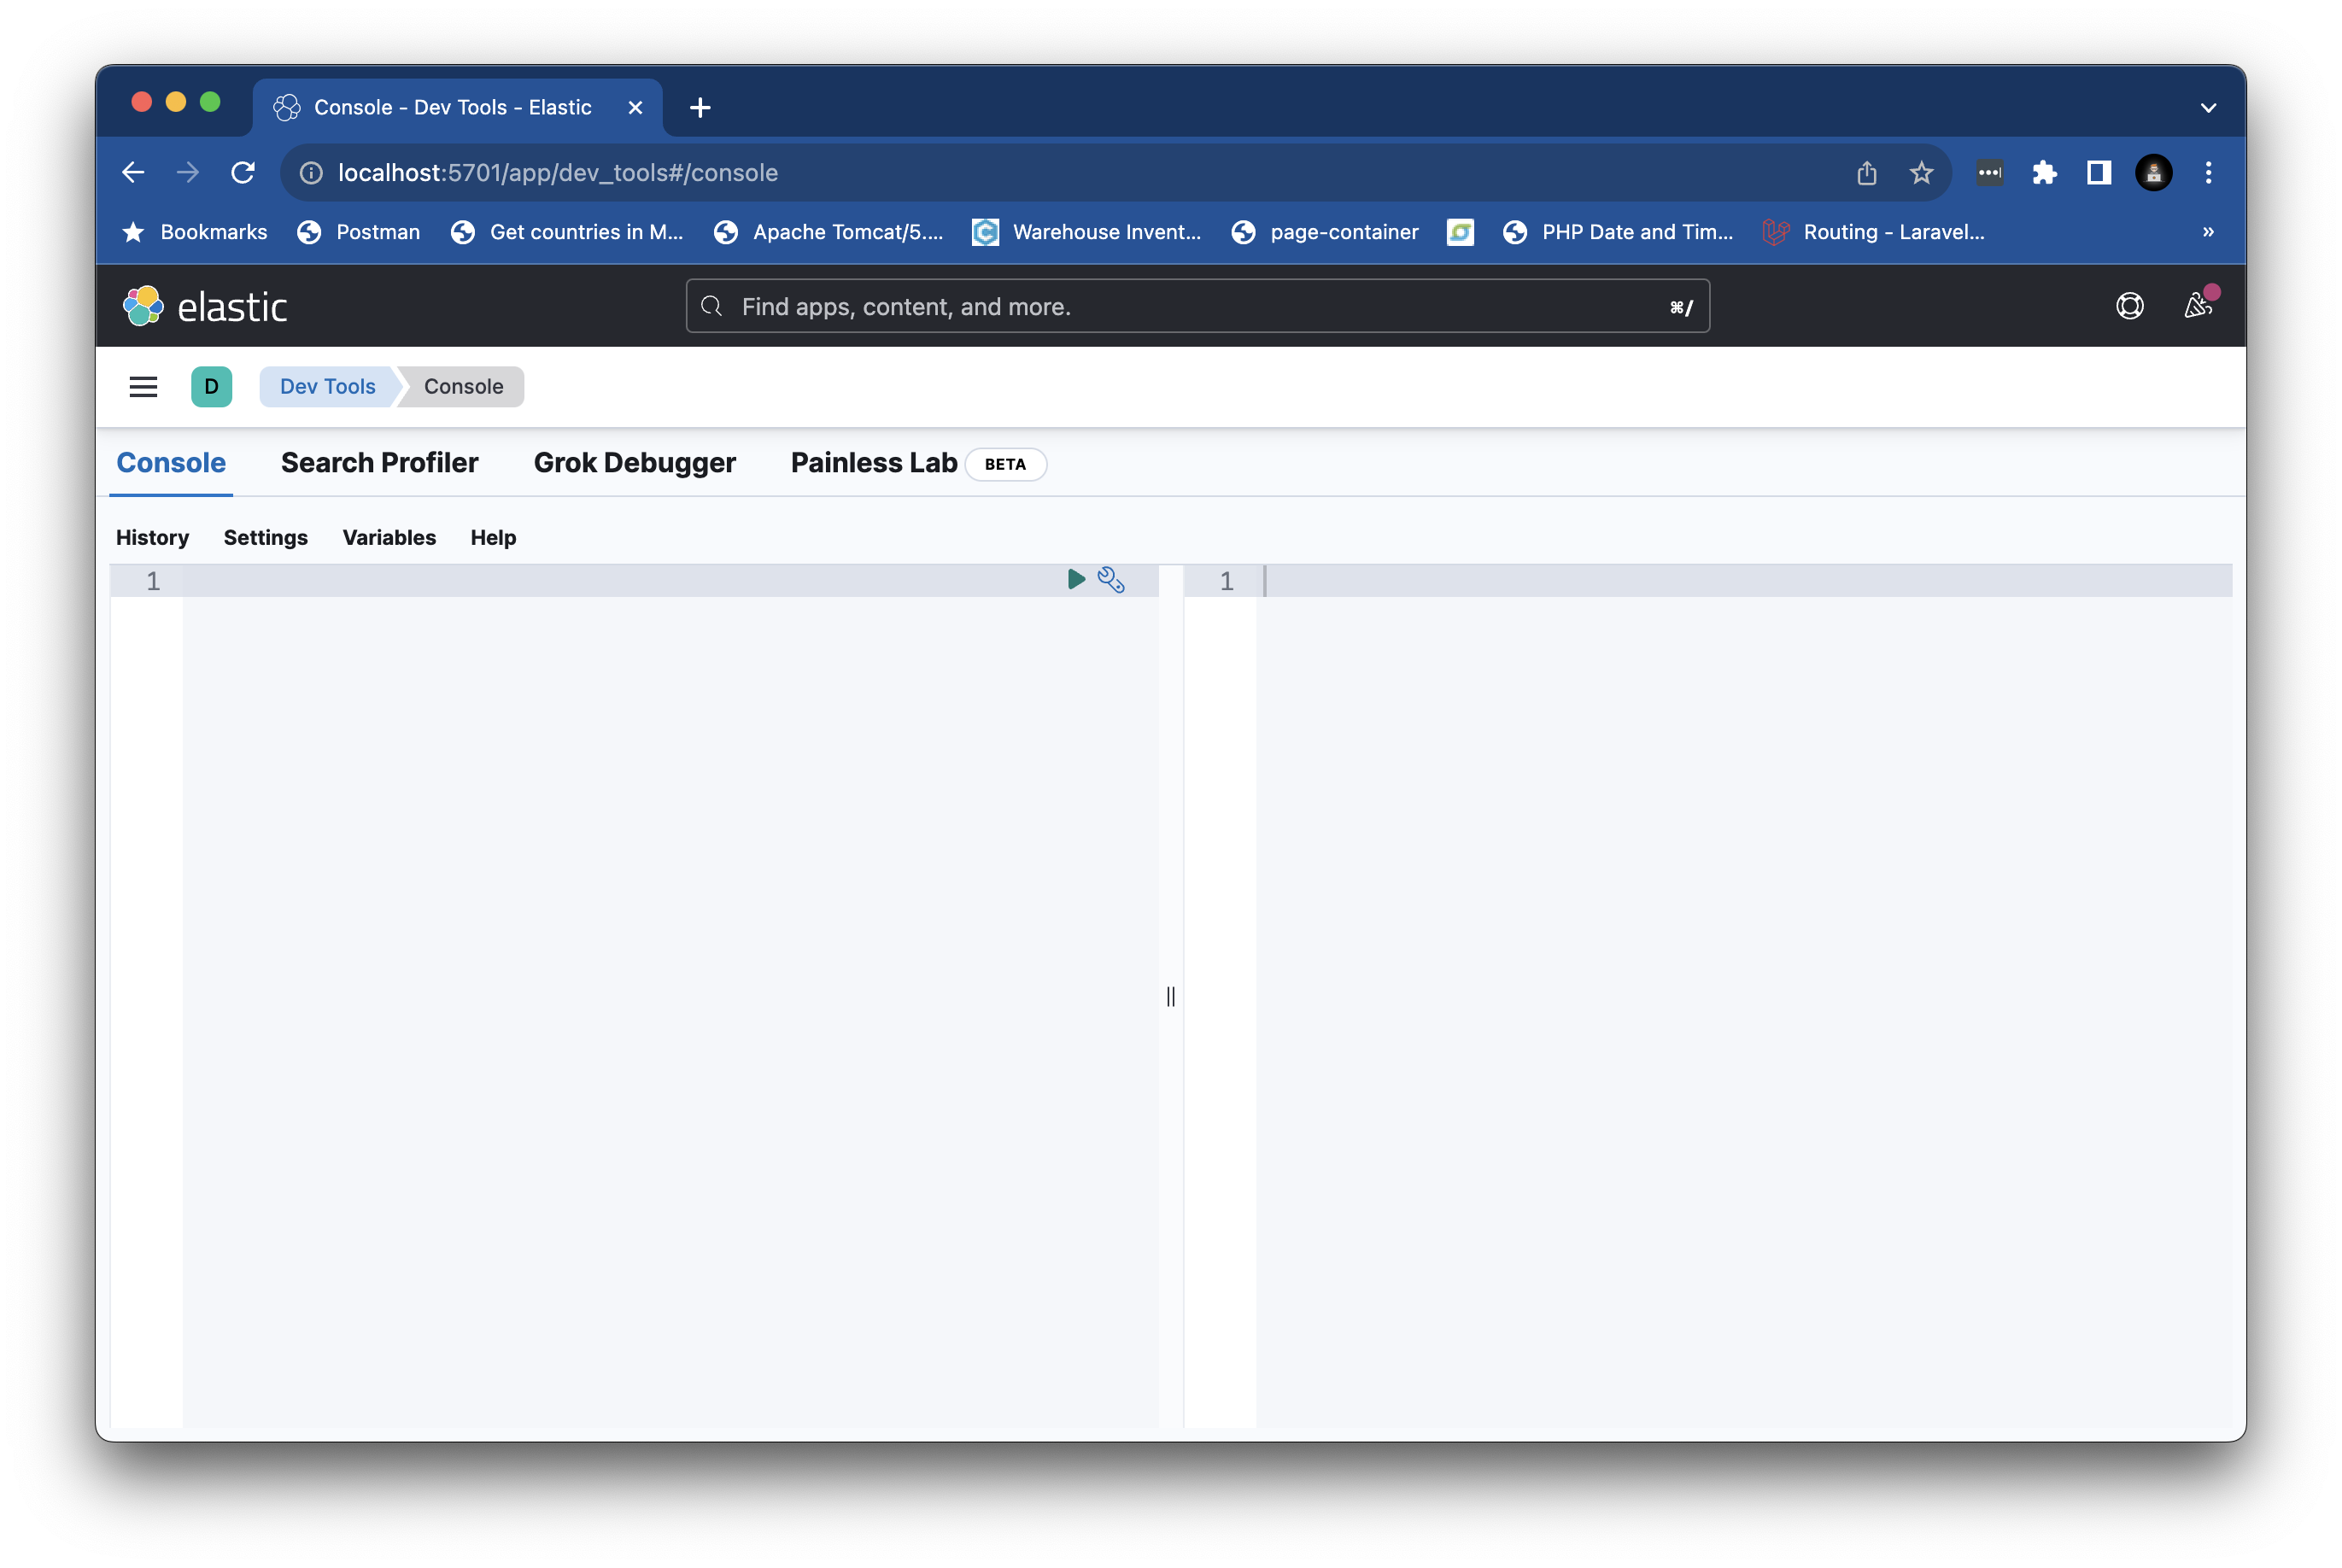 Console - Dev Tools - Elastic
localhost:5701/app/dev_tools#/console
Bookmarks Postman Get countries in M... Apache Tomcat/5.... Warehouse Invent... page-container PHP Date and Tim... Routing - Laravel... »
elastic Find apps, content, and more. ⌘/
D Dev Tools Console
Console Search Profiler Grok Debugger Painless Lab BETA
History Settings Variables Help
1 1